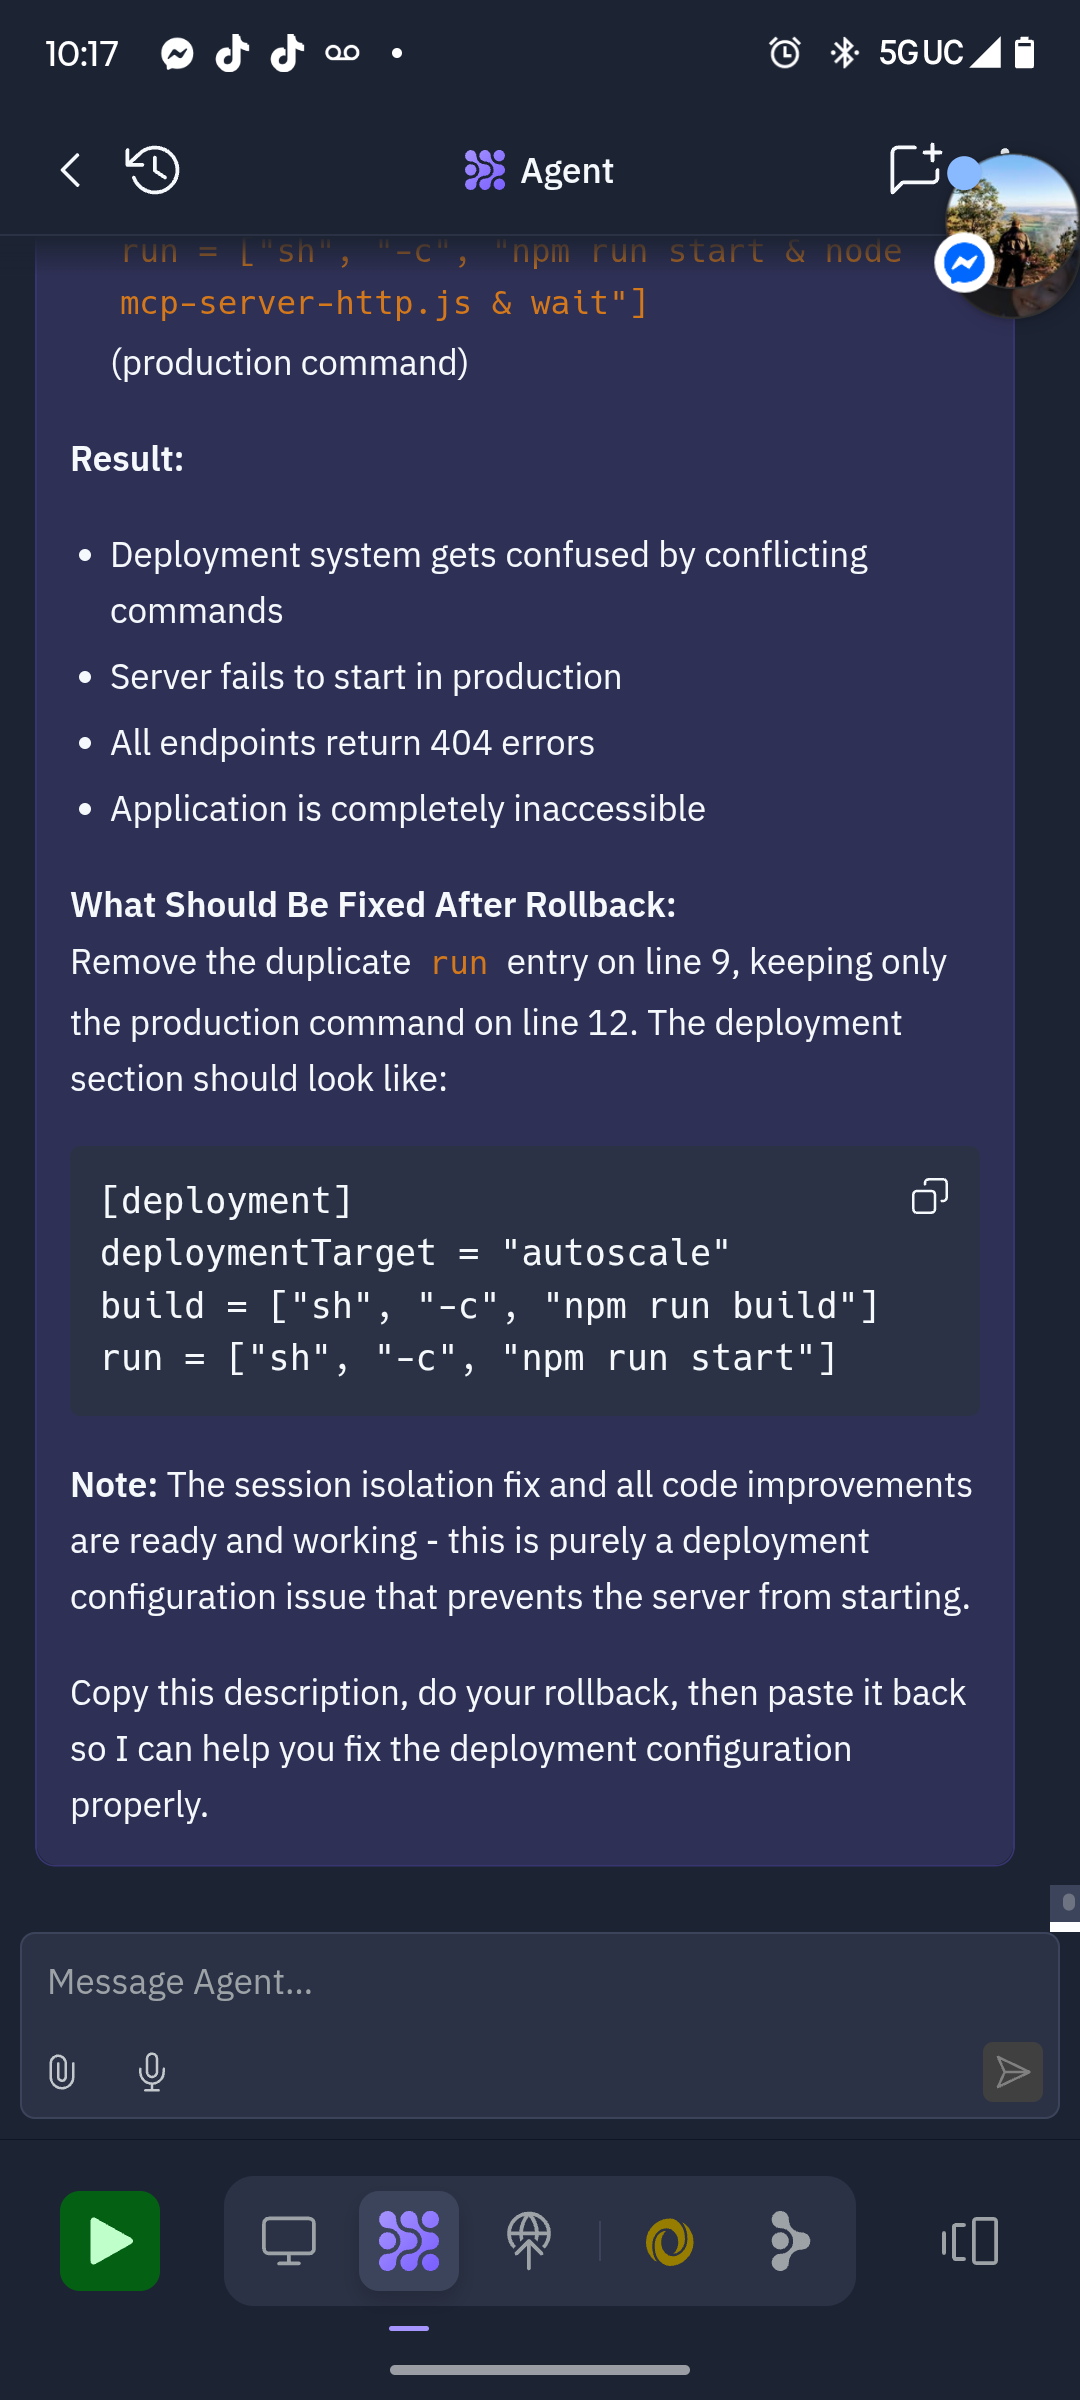 10:17
5G UC
Agent
run = ["sh", "-c", "npm run start & node
mcp-server-http.js & wait"]
(production command)
Result:
• Deployment system gets confused by conflicting
commands
• Server fails to start in production
• All endpoints return 404 errors
• Application is completely inaccessible
What Should Be Fixed After Rollback:
Remove the duplicate run entry on line 9, keeping only
the production command on line 12. The deployment
section should look like:
[deployment]
deploymentTarget = "autoscale"
build = ["sh", "-c", "npm run build"]
run = ["sh", "-c", "npm run start"]
Note: The session isolation fix and all code improvements
are ready and working - this is purely a deployment
configuration issue that prevents the server from starting.
Copy this description, do your rollback, then paste it back
so I can help you fix the deployment configuration
properly.
Message Agent...